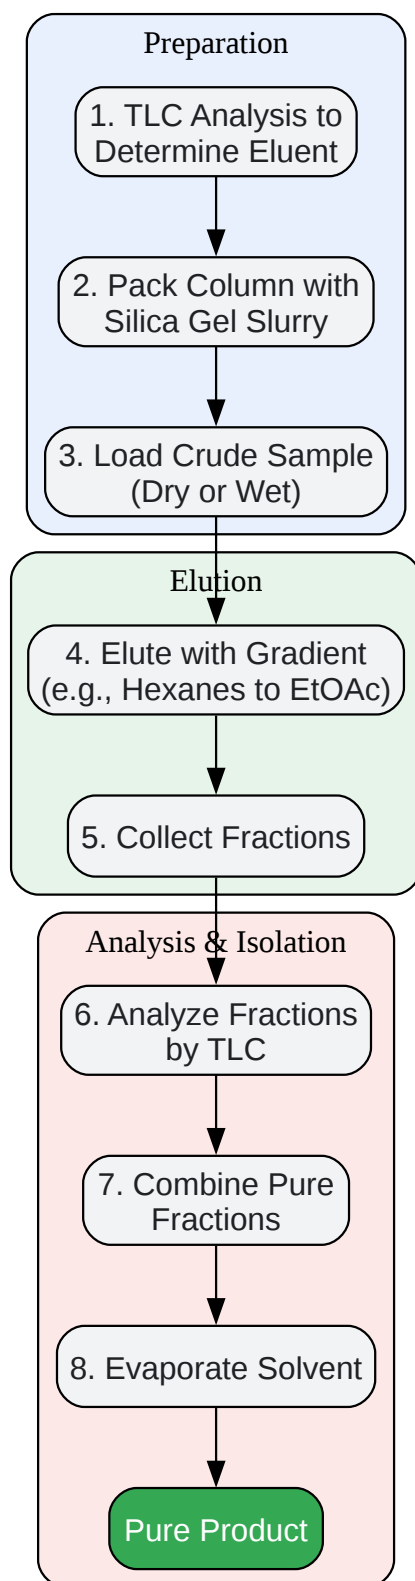 Preparation
1. TLC Analysis to
Determine Eluent
2. Pack Column with
Silica Gel Slurry
3. Load Crude Sample
(Dry or Wet)
Elution
4. Elute with Gradient
(e.g., Hexanes to EtOAc)
5. Collect Fractions
Analysis & Isolation
6. Analyze Fractions
by TLC
7. Combine Pure
Fractions
8. Evaporate Solvent
Pure Product